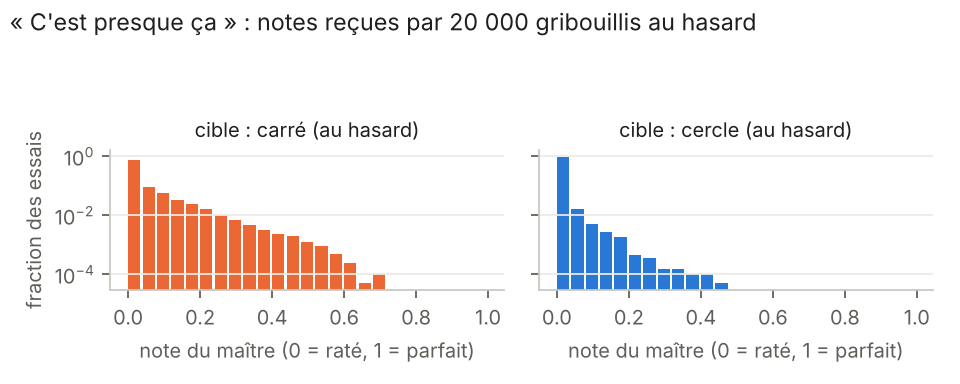 « C'est presque ça » : notes reçues par 20 000 gribouillis au hasard
cible : carré (au hasard)
cible : cercle (au hasard)
fraction des essais
10⁰
10⁻²
10⁻⁴
0.0 0.2 0.4 0.6 0.8 1.0
0.0 0.2 0.4 0.6 0.8 1.0
note du maître (0 = raté, 1 = parfait)
note du maître (0 = raté, 1 = parfait)